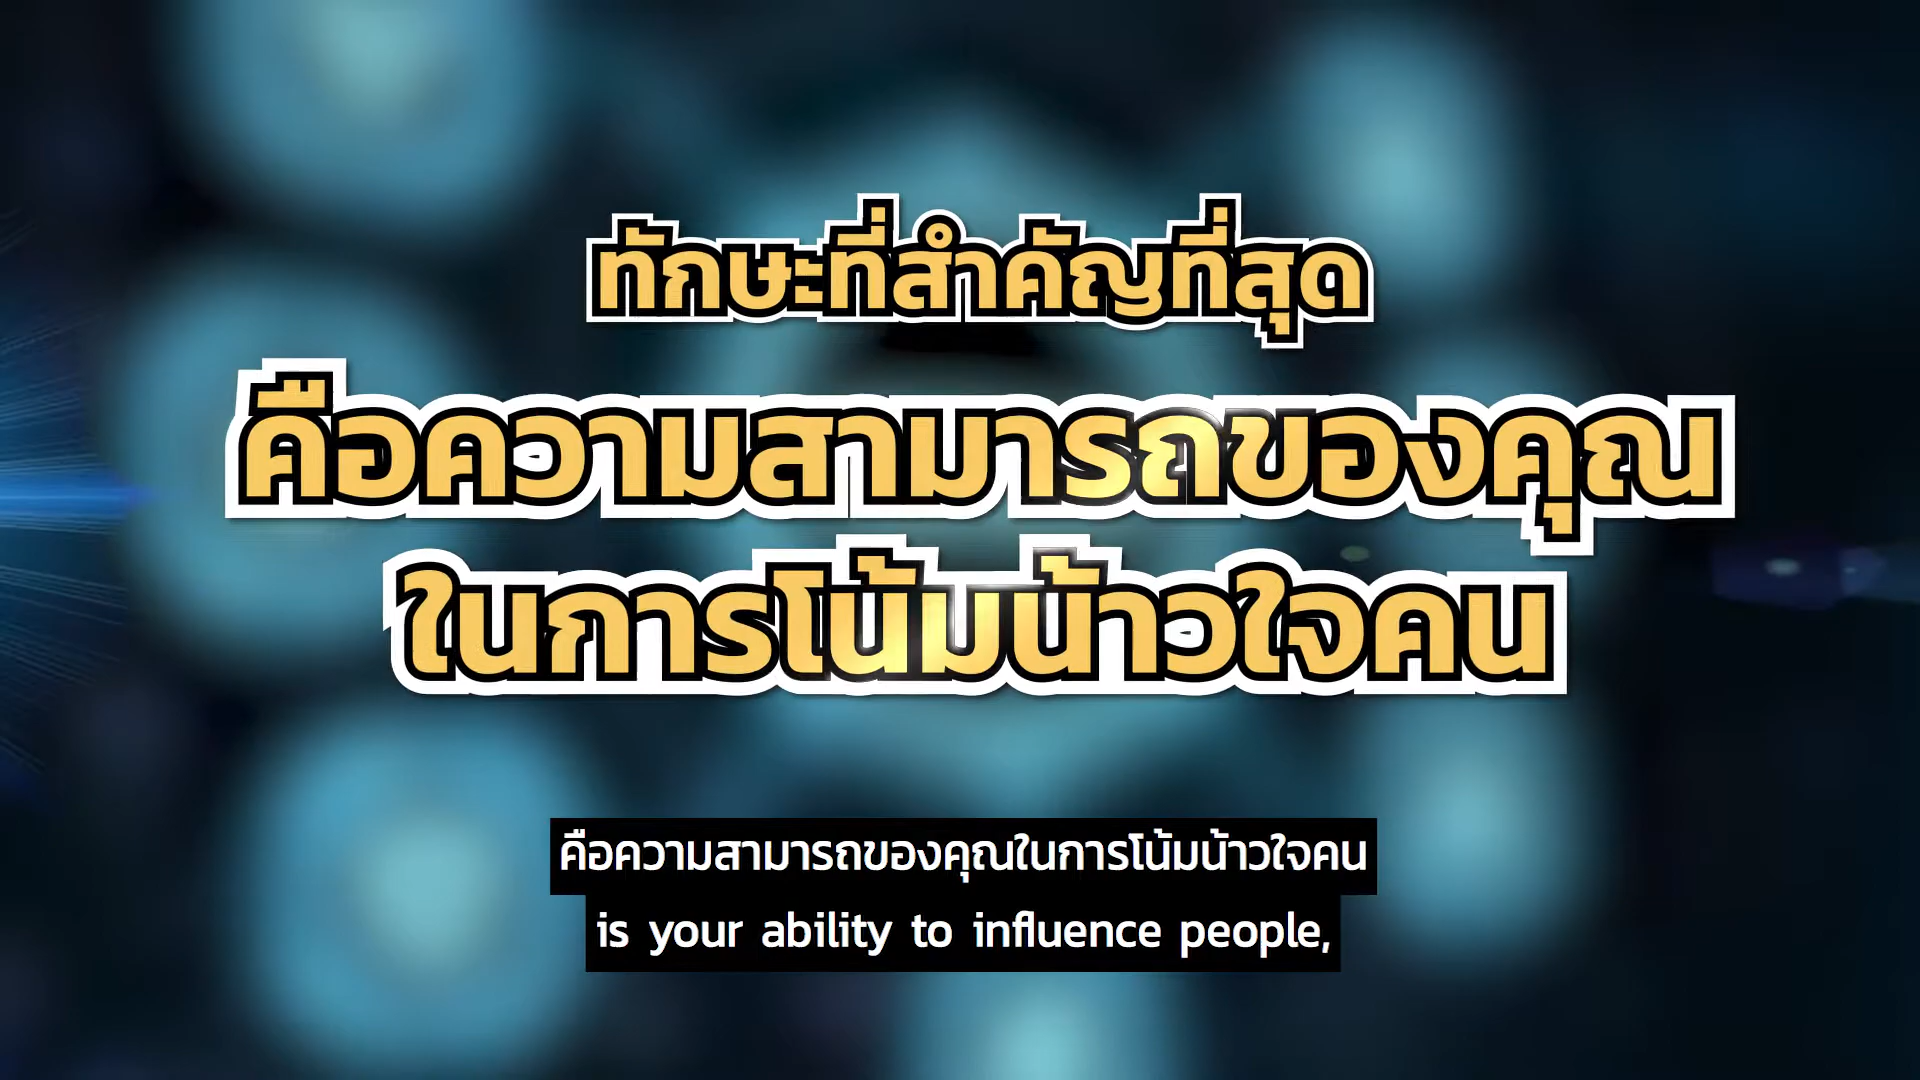 ทักษะที่สำคัญที่สุด
คือความสามารถของคุณ
ในการโน้มน้าวใจคน
คือความสามารถของคุณในการโน้มน้าวใจคน
is your ability to influence people,